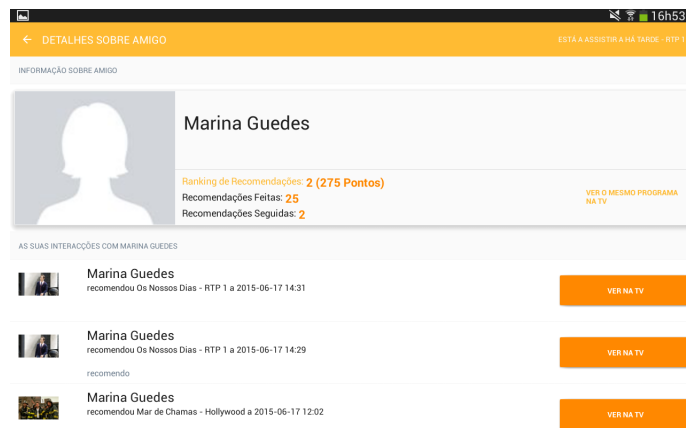 16h53
← DETALHES SOBRE AMIGO
ESTÁ A ASSISTIR A HÁ TARDE - RTP 1
INFORMAÇÃO SOBRE AMIGO
Marina Guedes
Ranking de Recomendações: 2 (275 Pontos)
Recomendações Feitas: 25
Recomendações Seguidas: 2
VER O MESMO PROGRAMA
NA TV
AS SUAS INTERACÇÕES COM MARINA GUEDES
Marina Guedes
recomendou Os Nossos Dias - RTP 1 a 2015-06-17 14:31
VER NA TV
Marina Guedes
recomendou Os Nossos Dias - RTP 1 a 2015-06-17 14:29
recomendo
VER NA TV
Marina Guedes
recomendou Mar de Chamas - Hollywood a 2015-06-17 12:02
VER NA TV